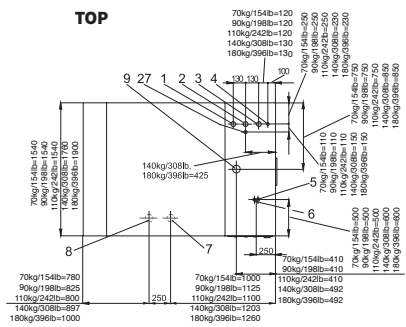 TOP
70kg/154lb=120
90kg/198lb=120
110kg/242lb=120
140kg/308lb=130
180kg/396lb=130
70kg/154lb=250
90kg/198lb=250
110kg/242lb=250
140kg/308lb=230
180kg/396lb=230
9 27 1 2 3 4
130 130 100
70kg/154lb=750
90kg/198lb=750
110kg/242lb=750
140kg/308lb=850
180kg/396lb=850
70kg/154lb=1540
90kg/198lb=1540
110kg/242lb=1540
140kg/308lb=1760
180kg/396lb=1900
70kg/154lb=110
90kg/198lb=110
110kg/242lb=110
140kg/308lb=150
180kg/396lb=150
140kg/308lb,
180kg/396lb=425
5
6
70kg/154lb=500
90kg/198lb=500
110kg/242lb=500
140kg/308lb=600
180kg/396lb=600
8
7
250
70kg/154lb=410
90kg/198lb=410
110kg/242lb=410
140kg/308lb=492
180kg/396lb=492
70kg/154lb=780
90kg/198lb=825
110kg/242lb=800
140kg/308lb=897
180kg/396lb=1000
250
70kg/154lb=1000
90kg/198lb=1125
110kg/242lb=1100
140kg/308lb=1203
180kg/396lb=1260